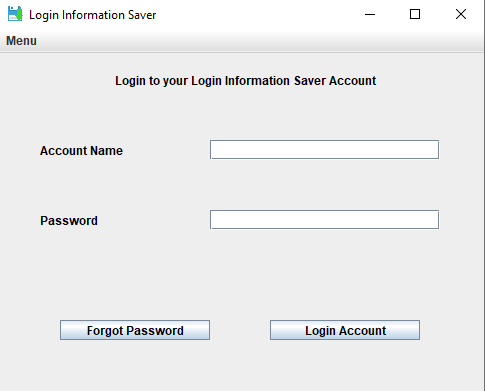 Login Information Saver
Menu
Login to your Login Information Saver Account
Account Name
Password
Forgot Password
Login Account